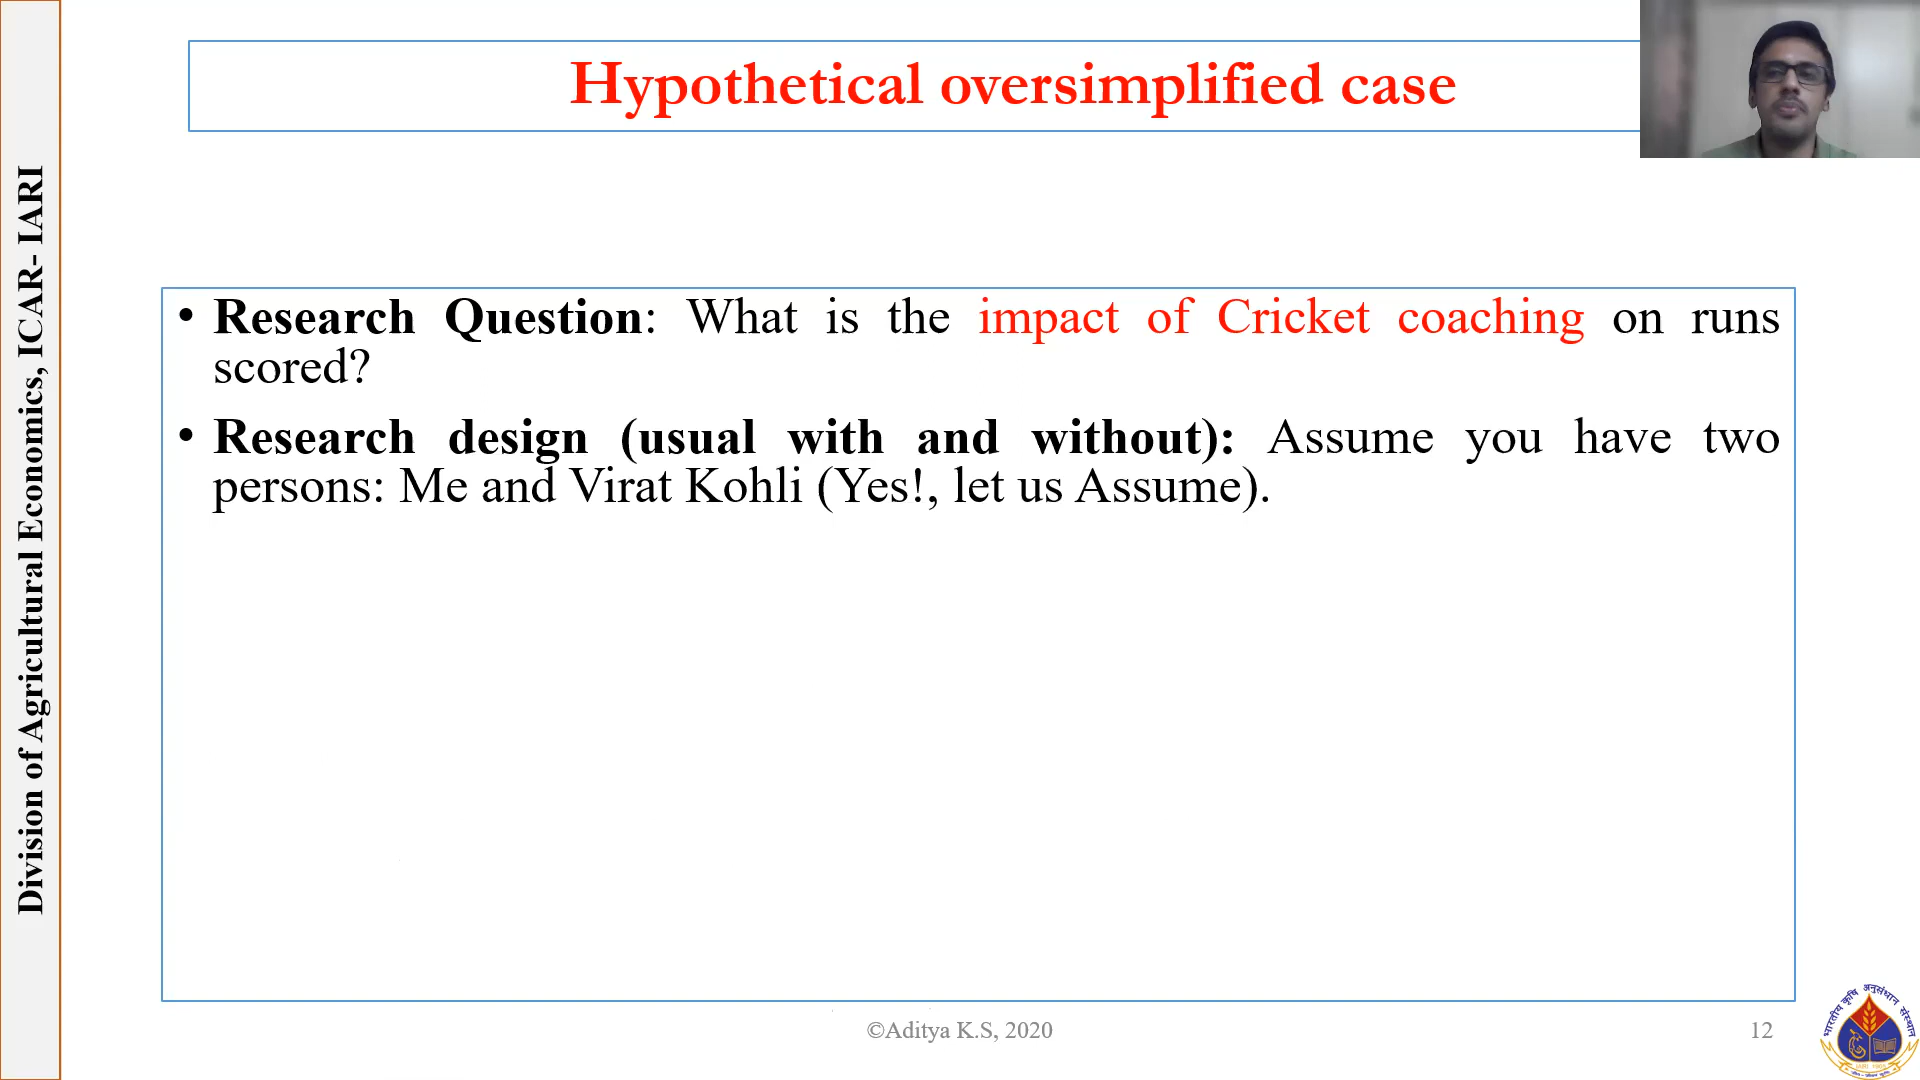 Hypothetical oversimplified case
Division of Agricultural Economics, ICAR- IARI
• Research Question: What is the impact of Cricket coaching on runs
scored?
• Research design (usual with and without): Assume you have two
persons: Me and Virat Kohli (Yes!, let us Assume).
©Aditya K.S, 2020
12
भारतीय कृषि अनुसंधान संस्थान